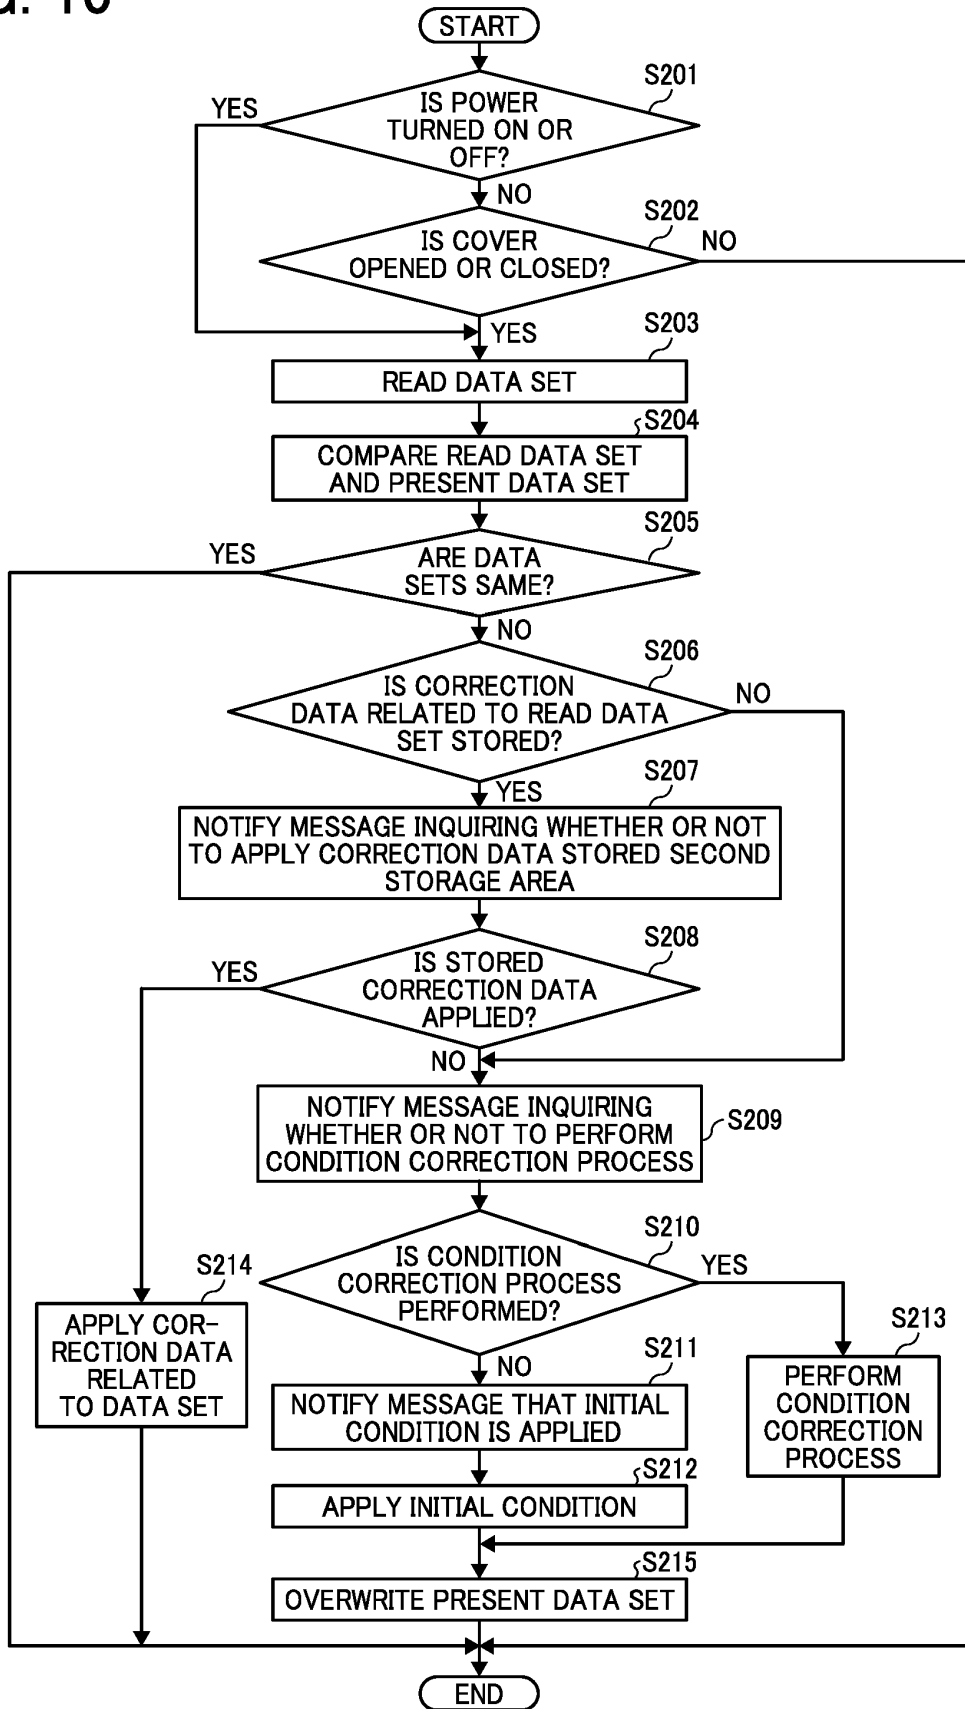 START
S201
YES
IS POWER
TURNED ON OR
OFF?
NO
S202
IS COVER
OPENED OR CLOSED?
NO
YES
S203
READ DATA SET
S204
COMPARE READ DATA SET
AND PRESENT DATA SET
S205
YES
ARE DATA
SETS SAME?
NO
S206
IS CORRECTION
DATA RELATED TO READ DATA
SET STORED?
NO
YES
S207
NOTIFY MESSAGE INQUIRING WHETHER OR NOT
TO APPLY CORRECTION DATA STORED SECOND
STORAGE AREA
S208
YES
IS STORED
CORRECTION DATA
APPLIED?
NO
NOTIFY MESSAGE INQUIRING
WHETHER OR NOT TO PERFORM
CONDITION CORRECTION PROCESS
S209
S210
IS CONDITION
CORRECTION PROCESS
PERFORMED?
YES
NO
S214
APPLY COR-
RECTION DATA
RELATED
TO DATA SET
S211
NOTIFY MESSAGE THAT INITIAL
CONDITION IS APPLIED
S213
PERFORM
CONDITION
CORRECTION
PROCESS
S212
APPLY INITIAL CONDITION
S215
OVERWRITE PRESENT DATA SET
END